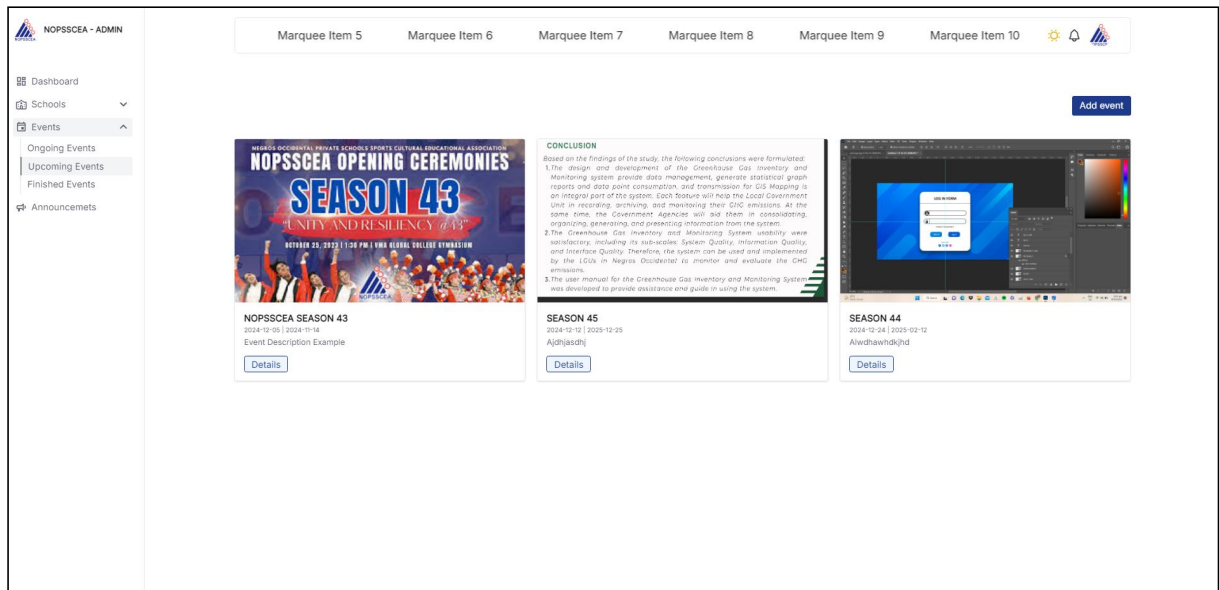 NOPSSCEA
NOPSSCEA - ADMIN
Marquee Item 5 Marquee Item 6 Marquee Item 7 Marquee Item 8 Marquee Item 9 Marquee Item 10
Dashboard
Schools
Events
Ongoing Events
Upcoming Events
Finished Events
Announcemets
Add event
NEGROS OCCIDENTAL PRIVATE SCHOOLS SPORTS CULTURAL EDUCATIONAL ASSOCIATION
NOPSSCEA OPENING CEREMONIES
SEASON 43
"UNITY AND RESILIENCY @ 43"
OCTOBER 25, 2023 | 1:30 PM | VMA GLOBAL COLLEGE GYMNASIUM
NOPSSCEA
NOPSSCEA SEASON 43
2024-12-05 | 2024-11-14
Event Description Example
Details
CONCLUSION
Based on the findings of the study, the following conclusions were formulated:
1. The design and development of the Greenhouse Gas Inventory and
Monitoring system provide data management, generate statistical graph
reports and data point consumption, and transmission for GIS Mapping is
an integral part of the system. Each feature will help the Local Government
Unit in recording, archiving, and monitoring their GHG emissions. At the
same time, the Government Agencies will aid them in consolidating,
organizing, generating, and presenting information from the system.
2. The Greenhouse Gas Inventory and Monitoring System usability were
satisfactory, including its sub-scales System Quality, Information Quality,
and Interface Quality. Therefore, the system can be used and implemented
by the LGUs in Negros Occidental to monitor and evaluate the GHG
emissions.
3. The user manual for the Greenhouse Gas Inventory and Monitoring System
was developed to provide assistance and guide in using the system.
SEASON 45
2024-12-12 | 2025-12-25
Ajdhjasdhj
Details
LOG IN FORM
SEASON 44
2024-12-24 | 2025-02-12
Alwdhawhdkjhd
Details